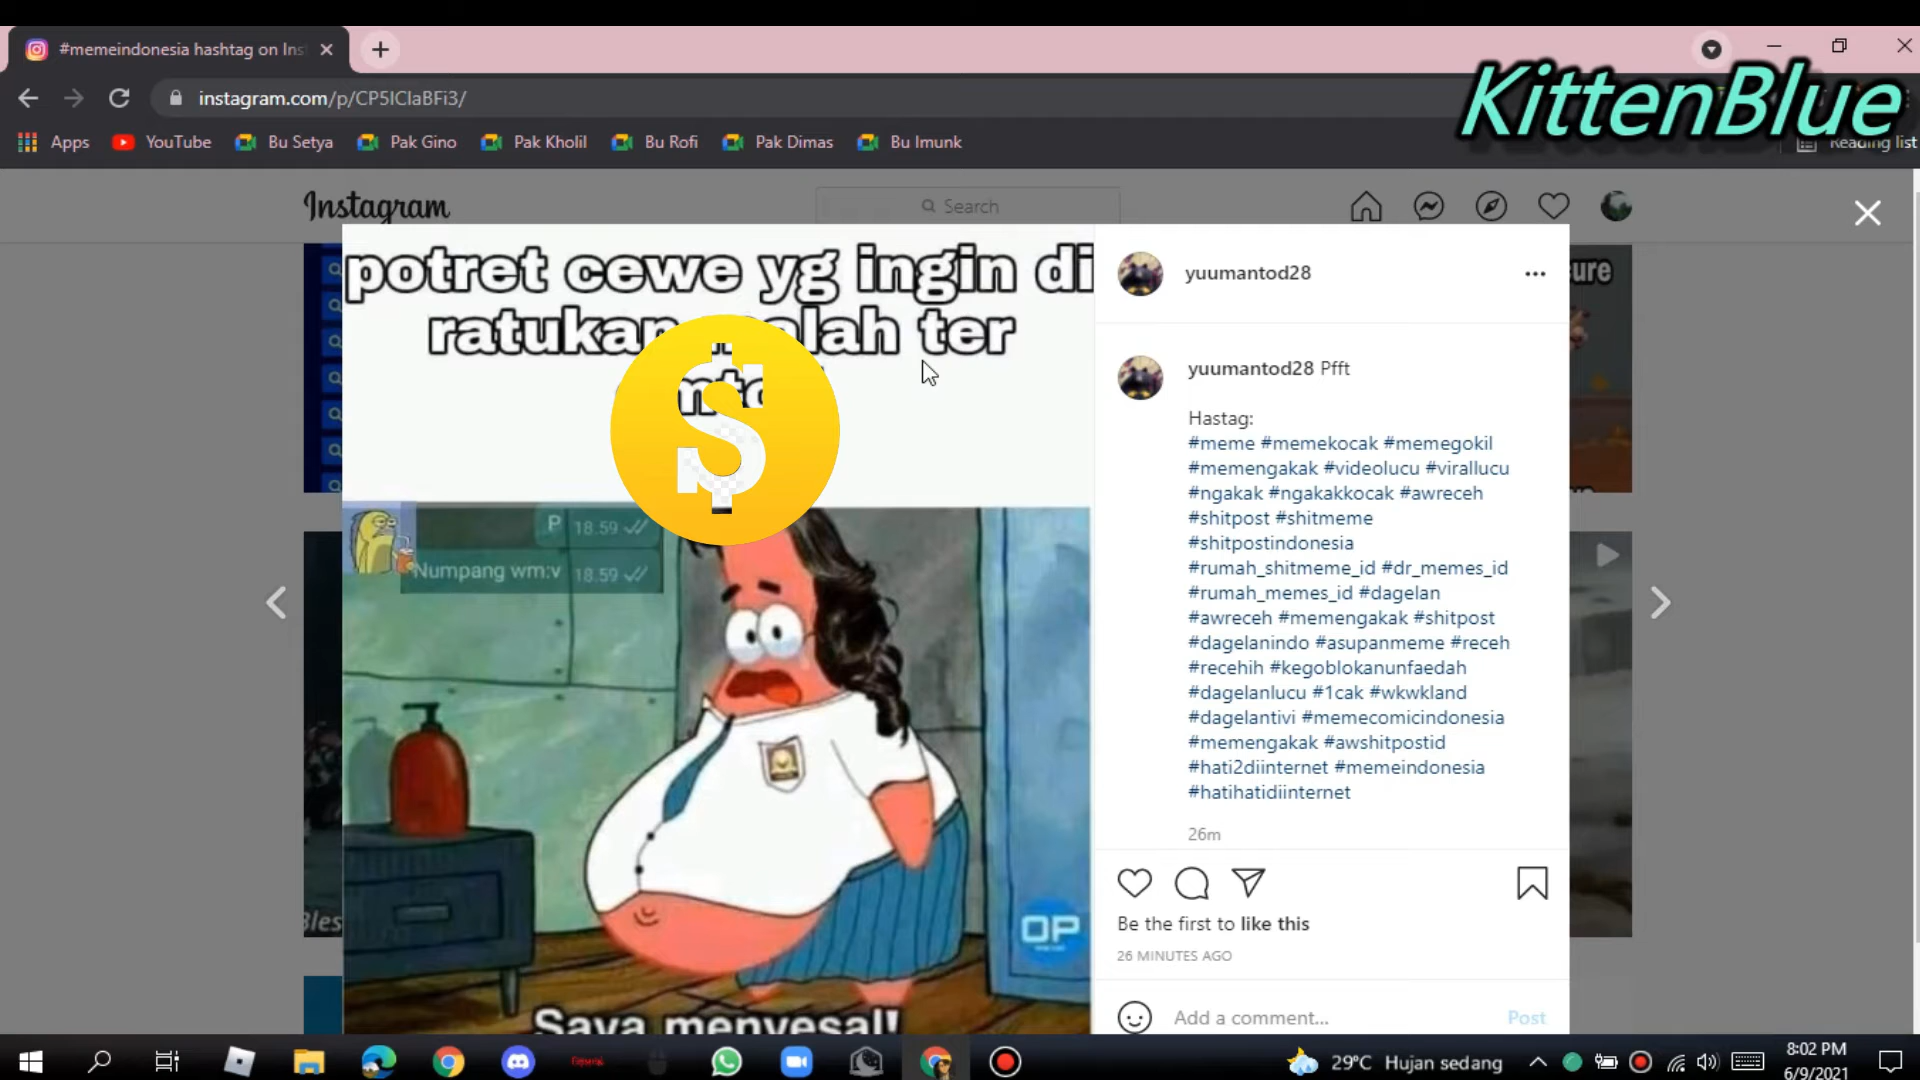 #memeindonesia hashtag on Ins
KittenBlue
instagram.com/p/CP5IClaBFi3/
Apps
YouTube
Bu Setya
Pak Gino
Pak Kholil
Bu Rofi
Pak Dimas
Bu Imunk
Reading list
Instagram
Search
potret cewe yg ingin di
ter
$
P 18.59
Numpang wm:v 18.59
OP
Saya menyesal!
yuumantod28
yuumantod28 Pfft
Hastag:
#meme #memekocak #memegokil
#memengakak #videolucu #virallucu
#ngakak #ngakakkocak #awreceh
#shitpost #shitmeme
#shitpostindonesia
#rumah_shitmeme_id #dr_memes_id
#rumah_memes_id #dagelan
#awreceh #memengakak #shitpost
#dagelanindo #asupanmeme #receh
#recehih #kegoblokanunfaedah
#dagelanlucu #1cak #wkwkland
#dagelantivi #memecomicindonesia
#memengakak #awshitpostid
#hati2diinternet #memeindonesia
#hatihatidiinternet
26m
Be the first to like this
26 MINUTES AGO
Add a comment...
Post
29°C Hujan sedang
8:02 PM
6/9/2021